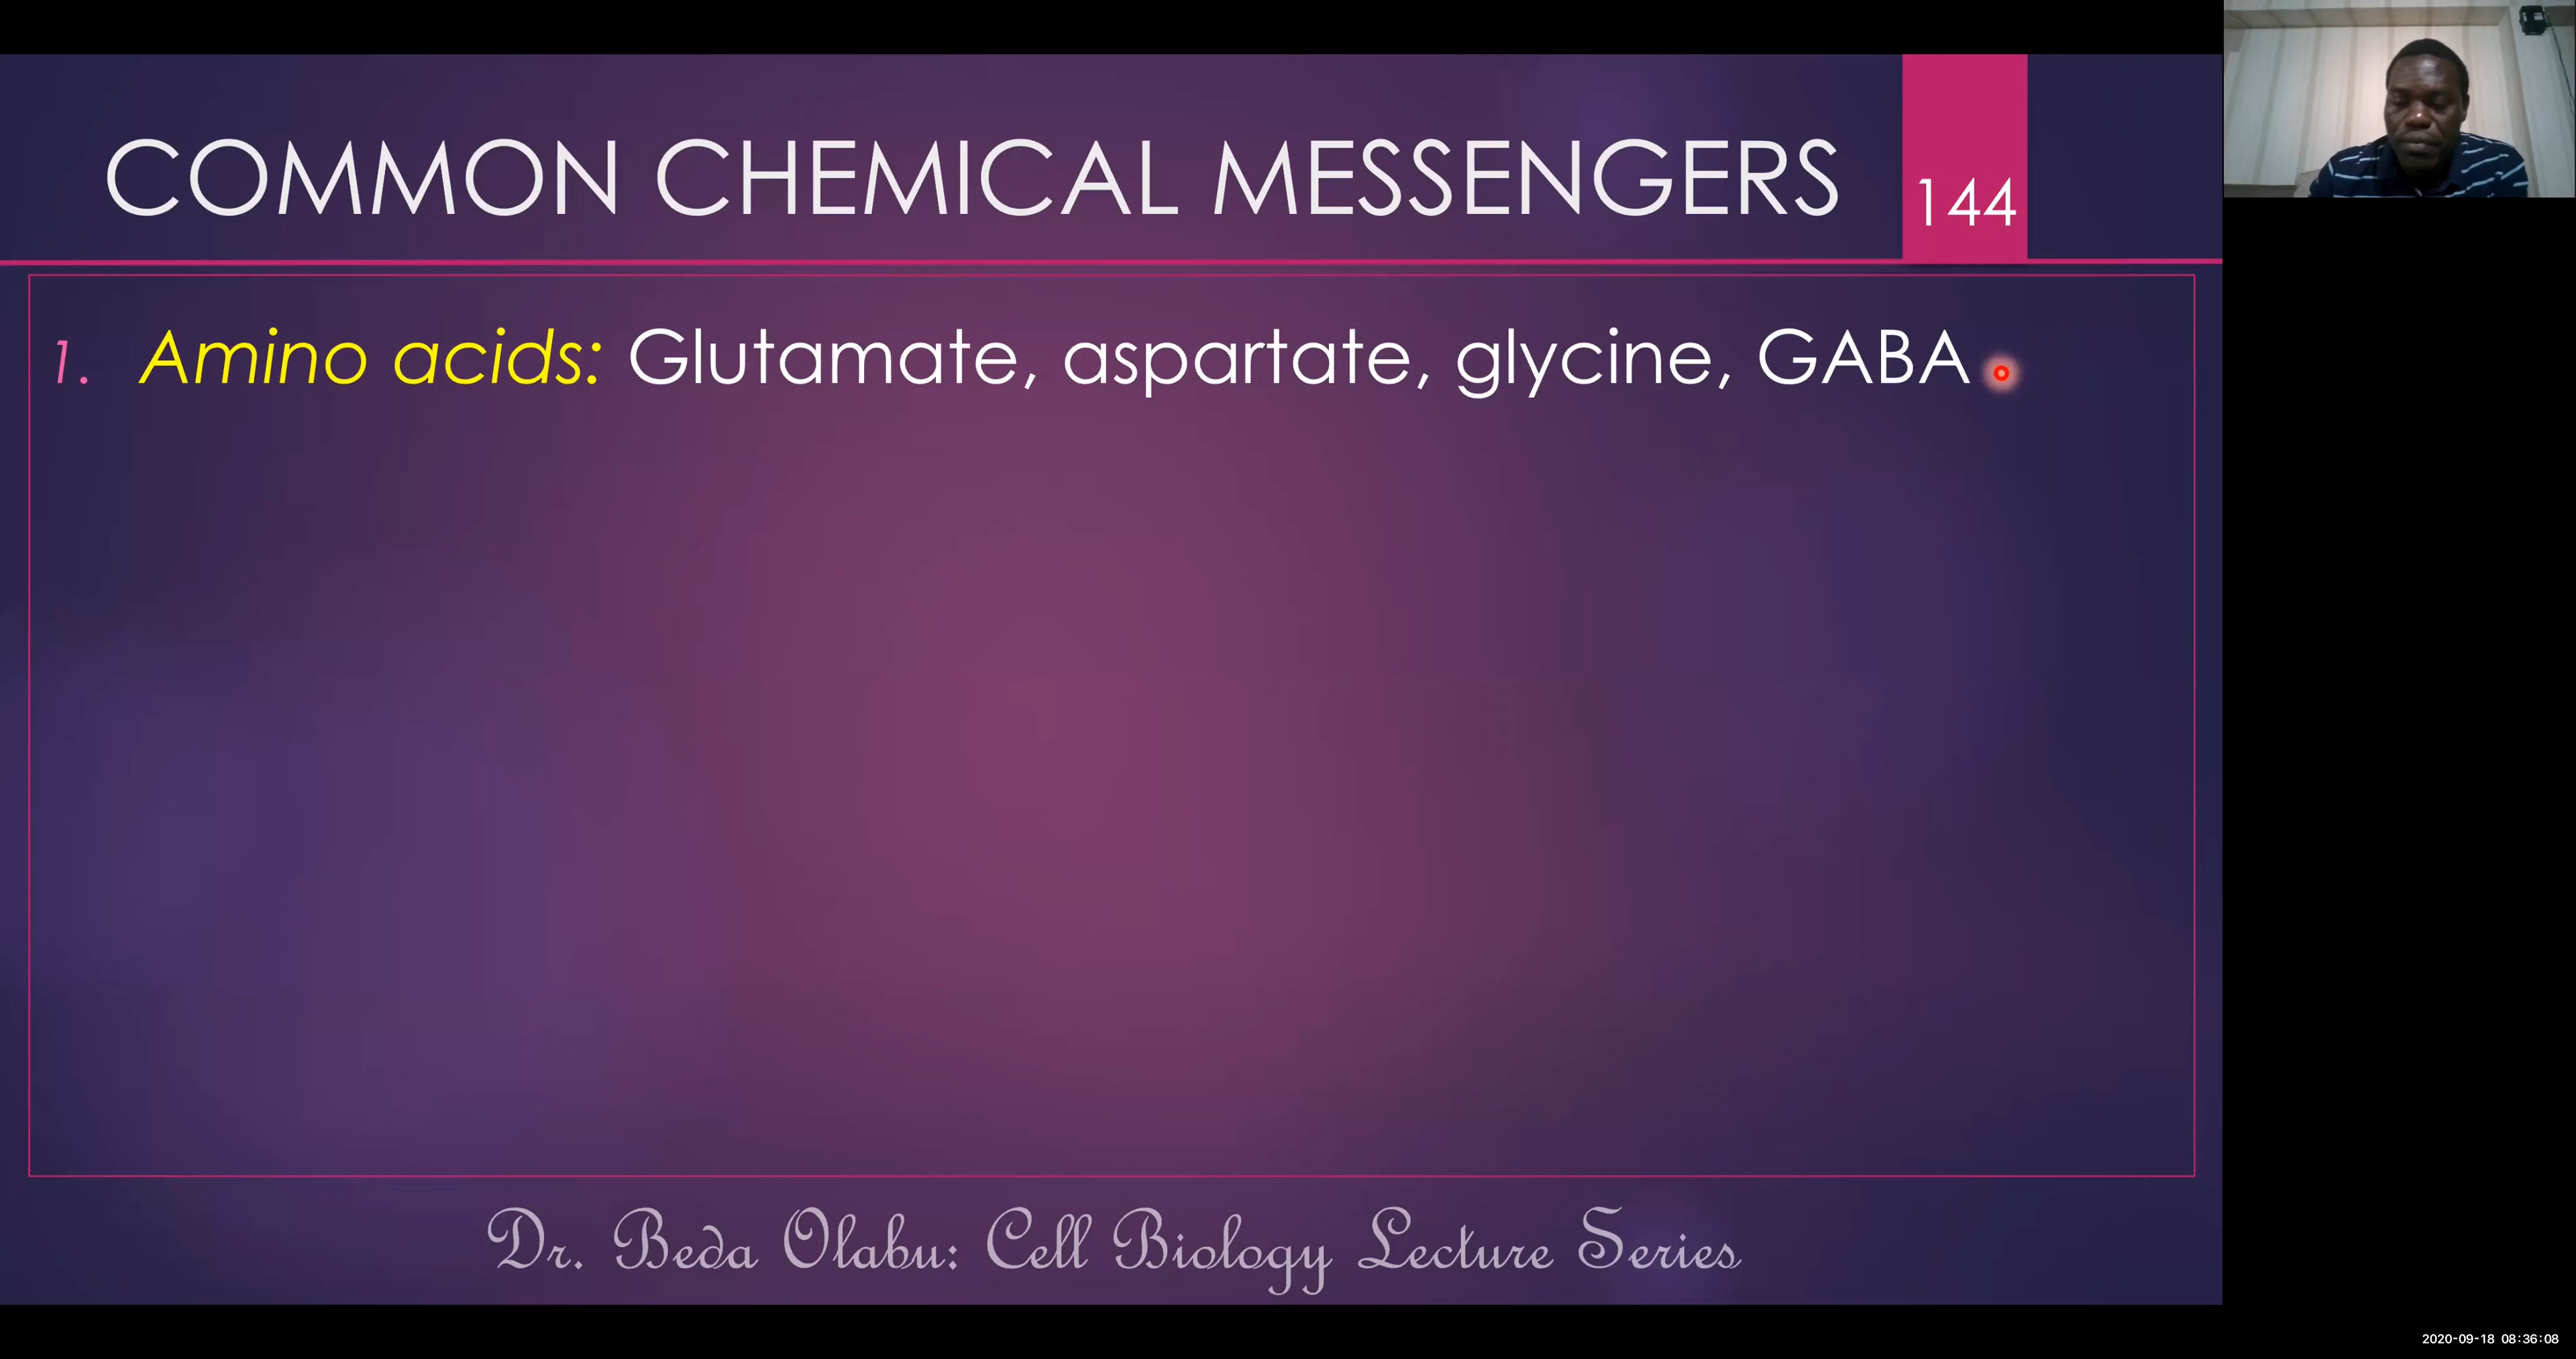 COMMON CHEMICAL MESSENGERS
144
1. Amino acids: Glutamate, aspartate, glycine, GABA
Dr. Beda Olabu: Cell Biology Lecture Series
2020-09-18 08:36:08